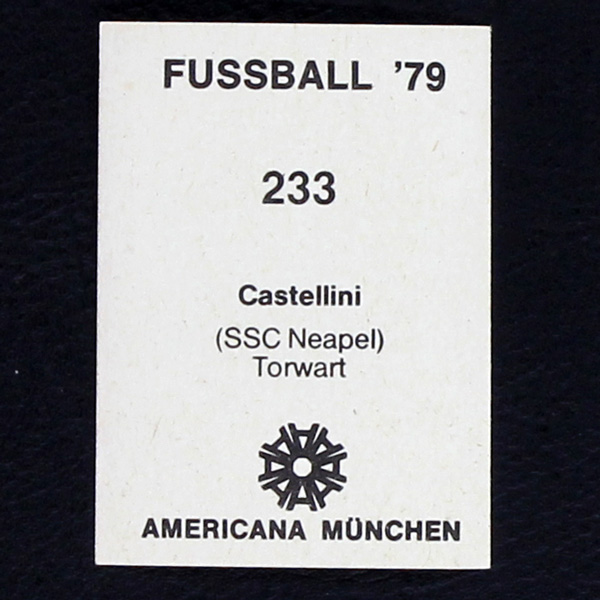 FUSSBALL ’79
233
Castellini
(SSC Neapel)
Torwart
AMERICANA MÜNCHEN